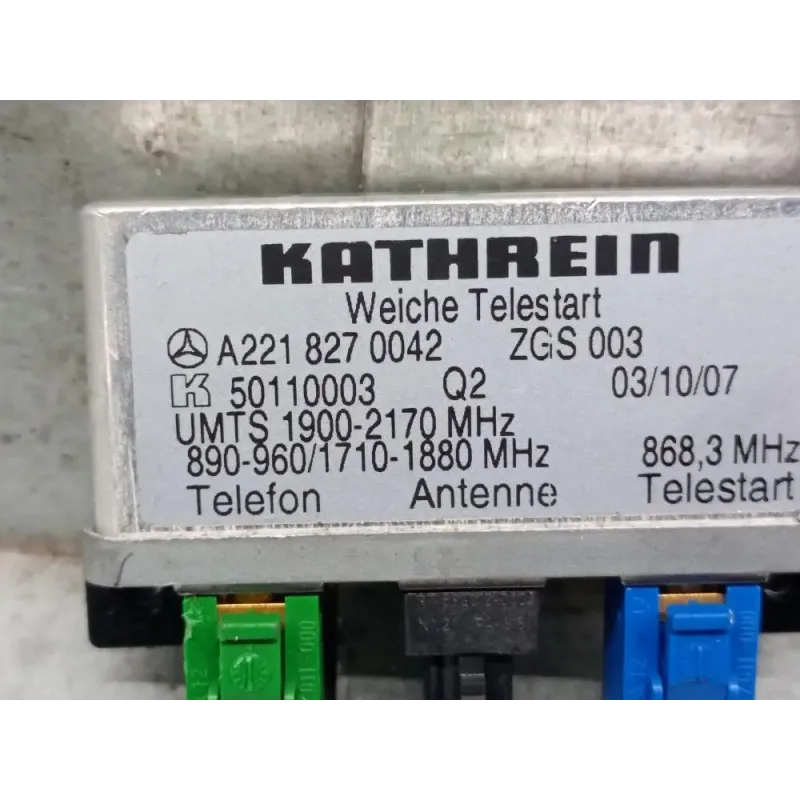 KATHREIN
Weiche Telestart
A221 827 0042 ZGS 003
K 50110003 Q2 03/10/07
UMTS 1900-2170 MHz
890-960/1710-1880 MHz 868,3 MHz
Telefon Antenne Telestart